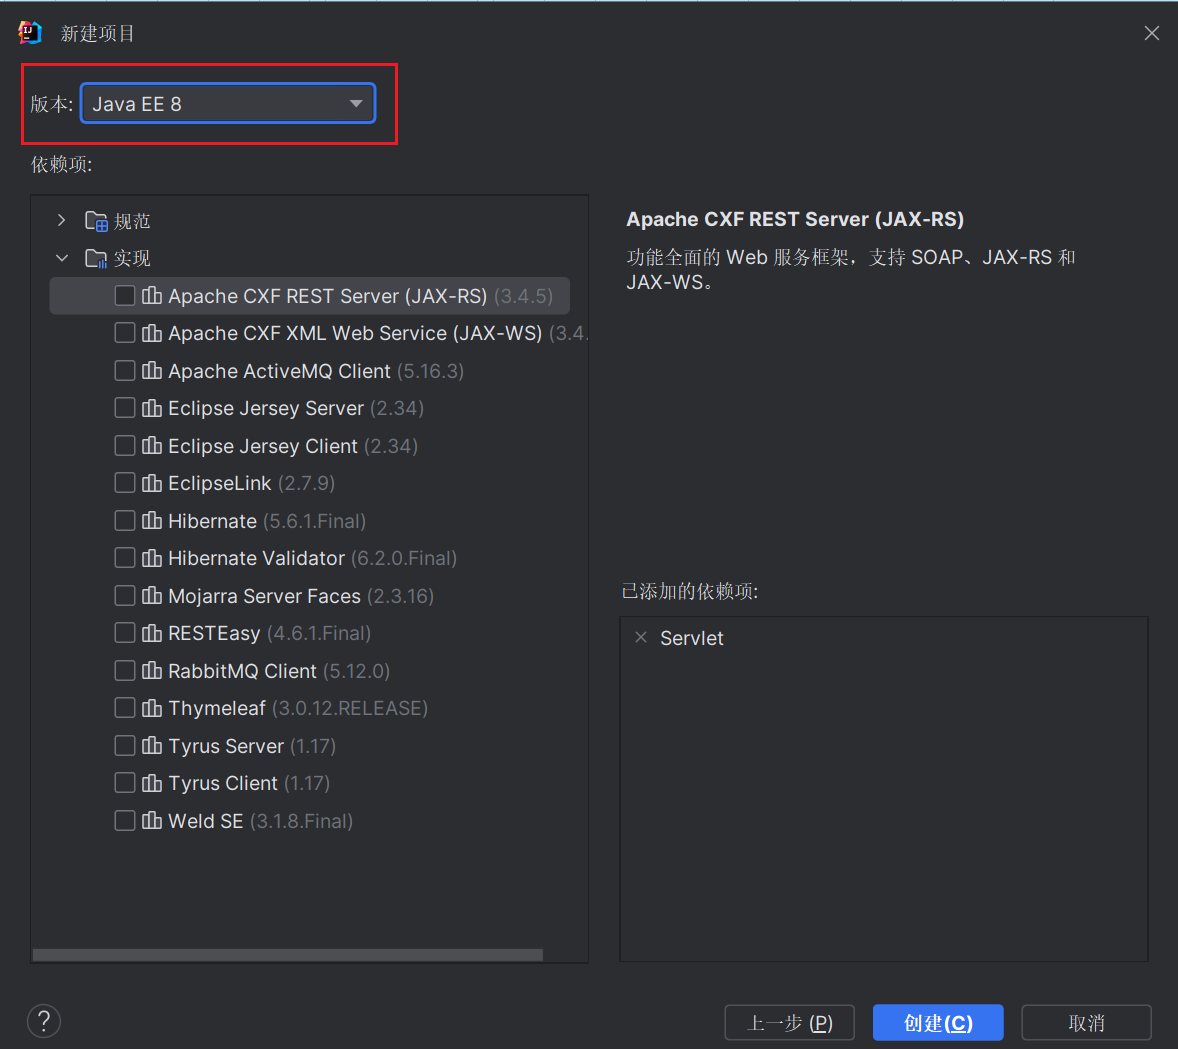 新建项目
版本: Java EE 8
依赖项:
规范
实现
Apache CXF REST Server (JAX-RS) (3.4.5)
Apache CXF XML Web Service (JAX-WS) (3.4.
Apache ActiveMQ Client (5.16.3)
Eclipse Jersey Server (2.34)
Eclipse Jersey Client (2.34)
EclipseLink (2.7.9)
Hibernate (5.6.1.Final)
Hibernate Validator (6.2.0.Final)
Mojarra Server Faces (2.3.16)
RESTEasy (4.6.1.Final)
RabbitMQ Client (5.12.0)
Thymeleaf (3.0.12.RELEASE)
Tyrus Server (1.17)
Tyrus Client (1.17)
Weld SE (3.1.8.Final)
Apache CXF REST Server (JAX-RS)
功能全面的 Web 服务框架，支持 SOAP、JAX-RS 和
JAX-WS。
已添加的依赖项:
Servlet
?
上一步 (P)
创建(C)
取消